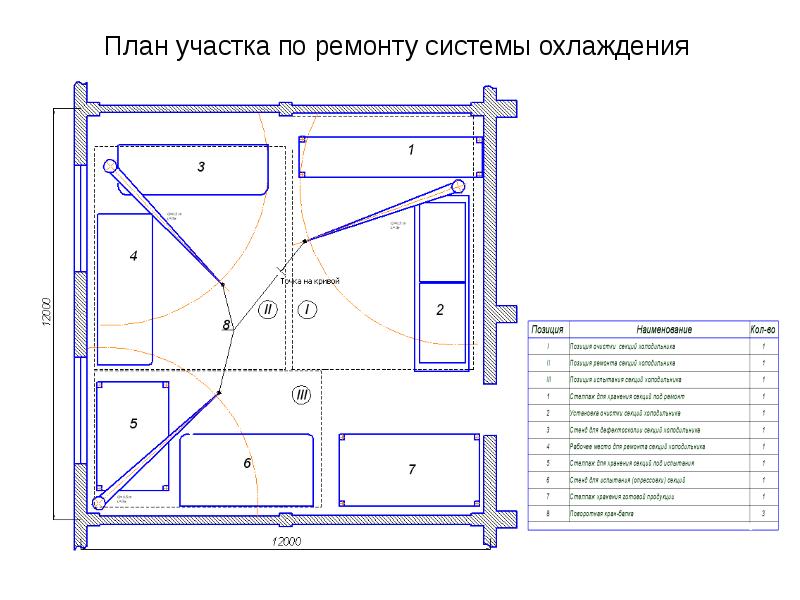 План участка по ремонту системы охлаждения
3
1
4
Точка на кривой
II
I
2
8
III
5
6
7
12000
12000
Позиция Наименование Кол-во
I Позиция очистки секций холодильника 1
II Позиция ремонта секций холодильника 1
III Позиция испытания секций холодильника 1
1 Стеллаж для хранения секций под ремонт 1
2 Установка очистки секций холодильника 1
3 Стенд для дефектоскопии секций холодильника 1
4 Рабочее место для ремонта секций холодильника 1
5 Стеллаж для хранения секций под испытания 1
6 Стенд для испытания (опрессовки) секций 1
7 Стеллаж хранения готовой продукции 1
8 Поворотная кран-балка 3